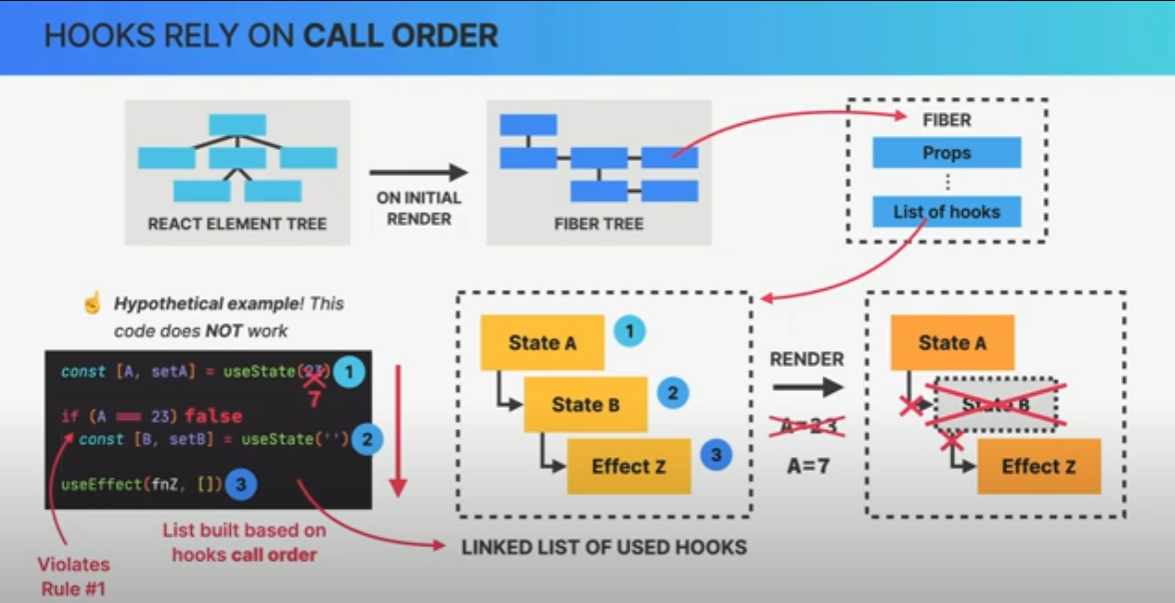 HOOKS RELY ON CALL ORDER
REACT ELEMENT TREE
ON INITIAL
RENDER
FIBER TREE
FIBER
Props
List of hooks
☝️ Hypothetical example! This
code does NOT work
const [A, setA] = useState(23) 1
7
if (A === 23) false
const [B, setB] = useState('') 2
useEffect(fnZ, []) 3
Violates
Rule #1
List built based on
hooks call order
State A 1
State B 2
Effect Z 3
LINKED LIST OF USED HOOKS
RENDER
A=23
A=7
State A
State B
Effect Z